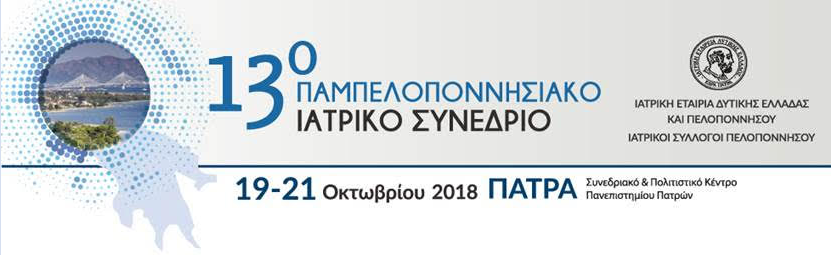 13ο
ΠΑΜΠΕΛΟΠΟΝΝΗΣΙΑΚΟ
ΙΑΤΡΙΚΟ ΣΥΝΕΔΡΙΟ
ΙΑΤΡΙΚΗ ΕΤΑΙΡΙΑ ΔΥΤΙΚΗΣ ΕΛΛΑΔΑΣ
ΚΑΙ ΠΕΛΟΠΟΝΝΗΣΟΥ
ΙΑΤΡΙΚΟΙ ΣΥΛΛΟΓΟΙ ΠΕΛΟΠΟΝΝΗΣΟΥ
19-21 Οκτωβρίου 2018 ΠΑΤΡΑ
Συνεδριακό & Πολιτιστικό Κέντρο
Πανεπιστημίου Πατρών